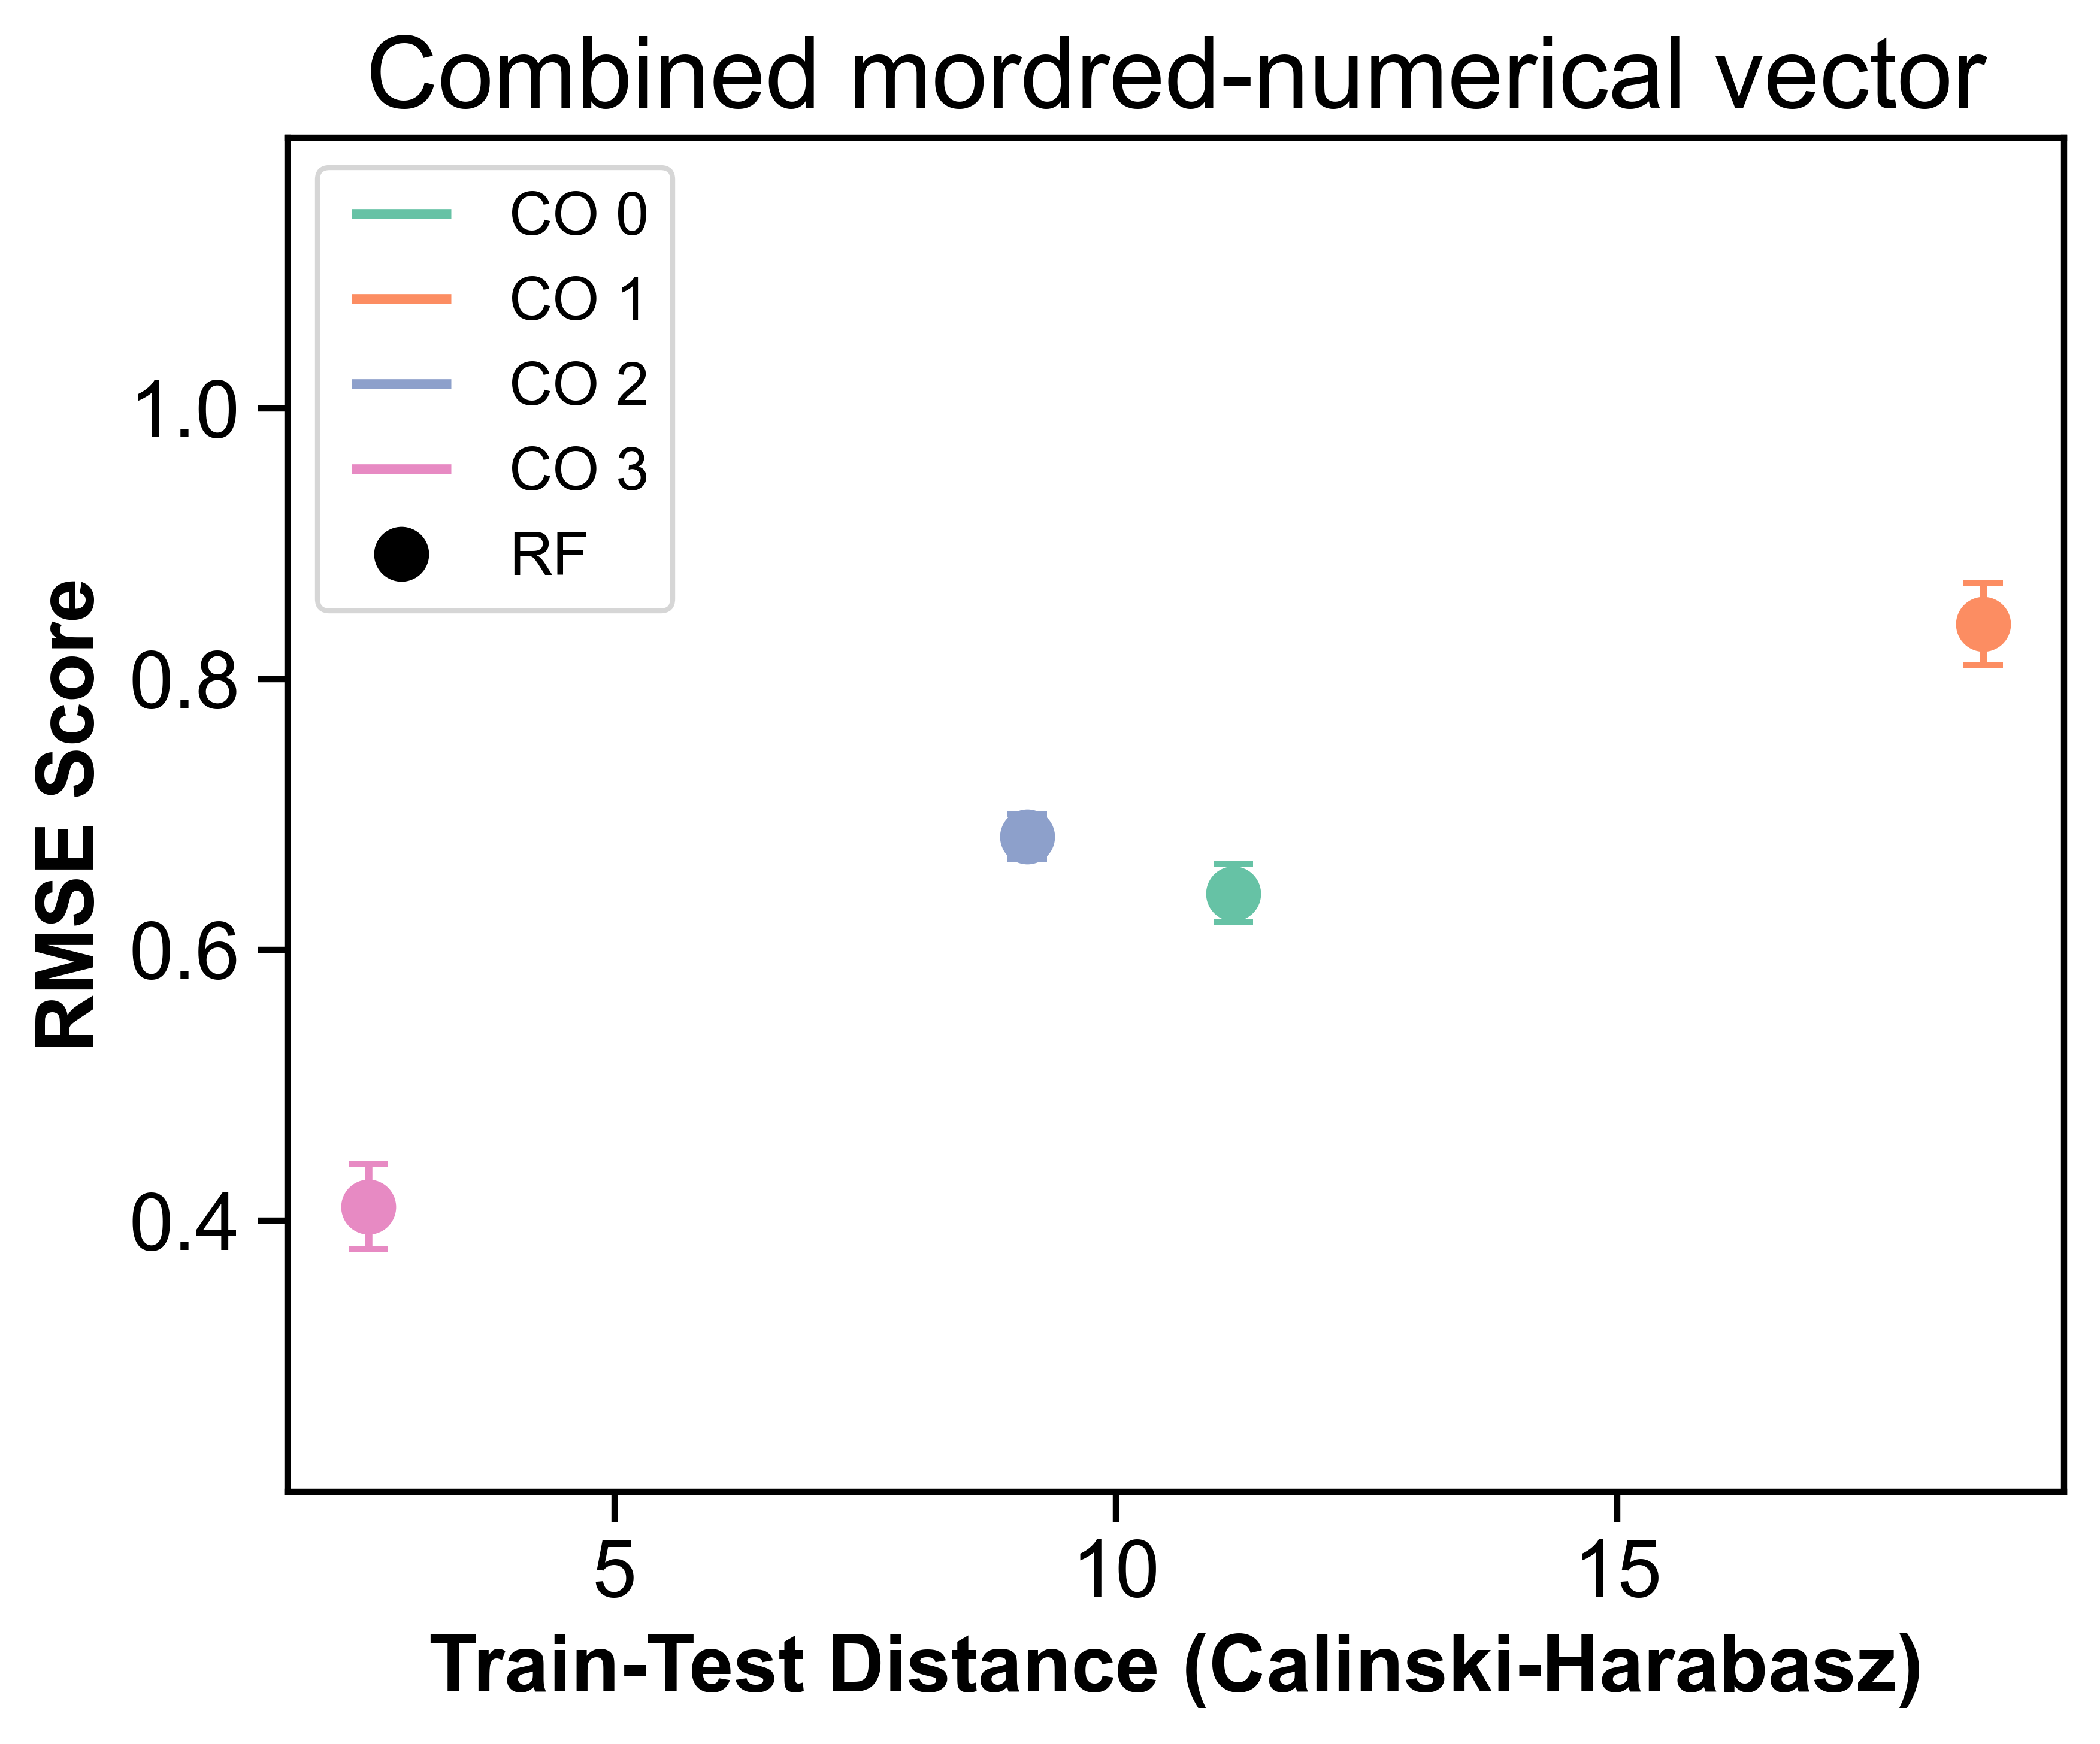 Combined mordred-numerical vector
CO 0
CO 1
CO 2
CO 3
RF
RMSE Score
1.0
0.8
0.6
0.4
5
10
15
Train-Test Distance (Calinski-Harabasz)